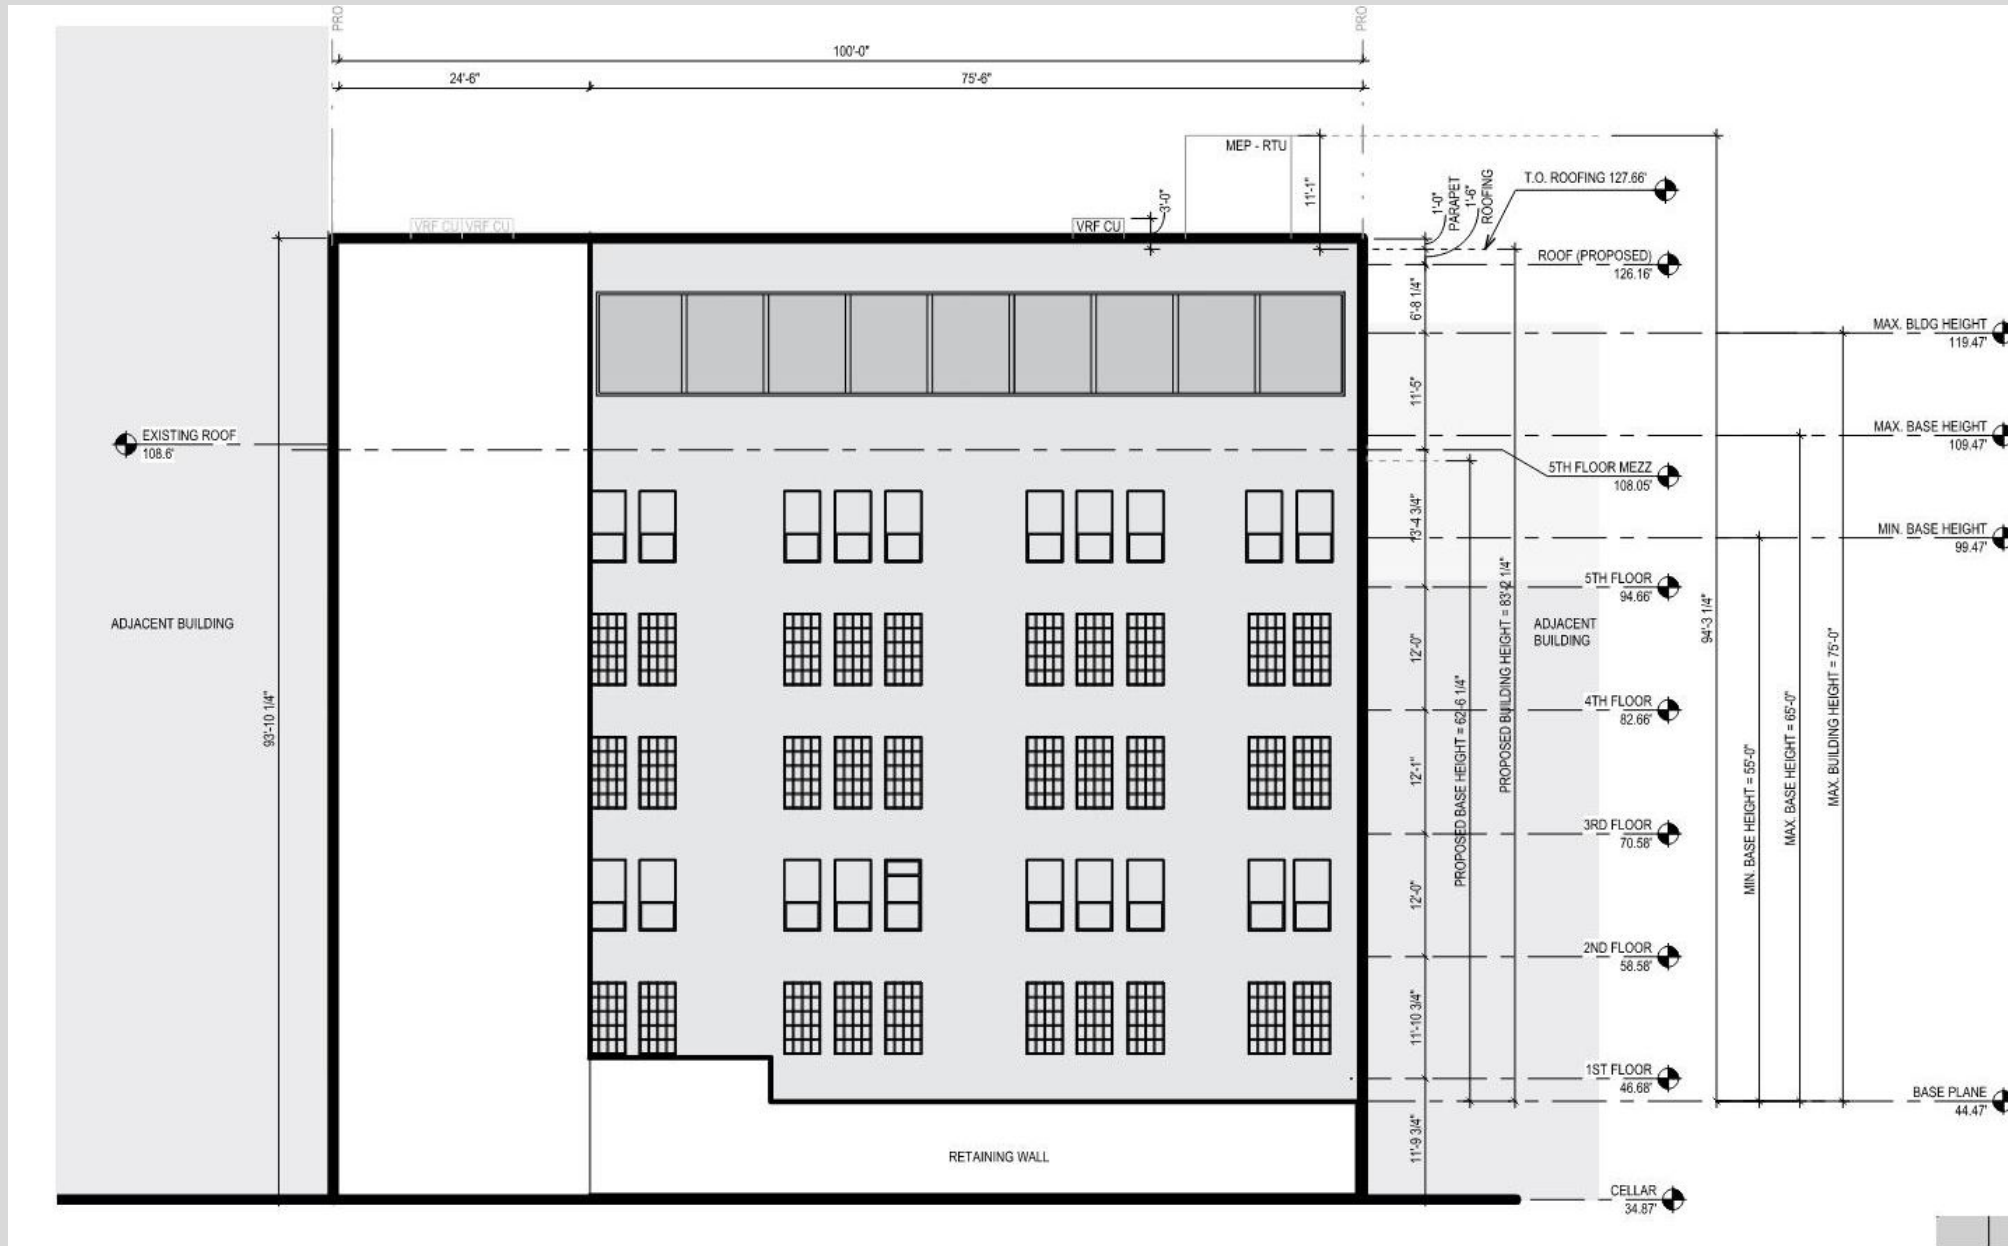 PRO
PRO
100'-0"
24'-6"
75'-6"
MEP - RTU
11'-1"
3'-0"
1'-0"
PARAPET
1'-6"
ROOFING
T.O. ROOFING 127.66'
VRF CU
VRF CU
VRF CU
ROOF (PROPOSED)
126.16'
6'-8 1/4"
MAX. BLDG HEIGHT
119.47'
11'-5"
EXISTING ROOF
108.6'
MAX. BASE HEIGHT
109.47'
5TH FLOOR MEZZ
108.05'
13'-4 3/4"
MIN. BASE HEIGHT
99.47'
5TH FLOOR
94.66'
ADJACENT BUILDING
ADJACENT
BUILDING
12'-0"
94'-3 1/4"
PROPOSED BUILDING HEIGHT = 83'-2 1/4"
PROPOSED BASE HEIGHT = 62'-6 1/4"
MIN. BASE HEIGHT = 55'-0"
MAX. BASE HEIGHT = 65'-0"
MAX. BUILDING HEIGHT = 75'-0"
93'-10 1/4"
4TH FLOOR
82.66'
12'-1"
3RD FLOOR
70.58'
12'-0"
2ND FLOOR
58.58'
11'-10 3/4"
1ST FLOOR
46.68'
BASE PLANE
44.47'
11'-9 3/4"
RETAINING WALL
CELLAR
34.87'